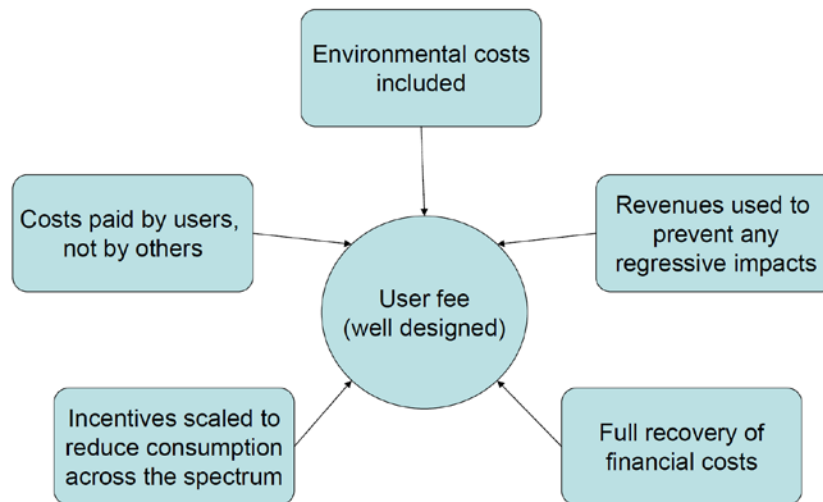 Environmental costs
included
Costs paid by users,
not by others
Revenues used to
prevent any
regressive impacts
User fee
(well designed)
Incentives scaled to
reduce consumption
across the spectrum
Full recovery of
financial costs